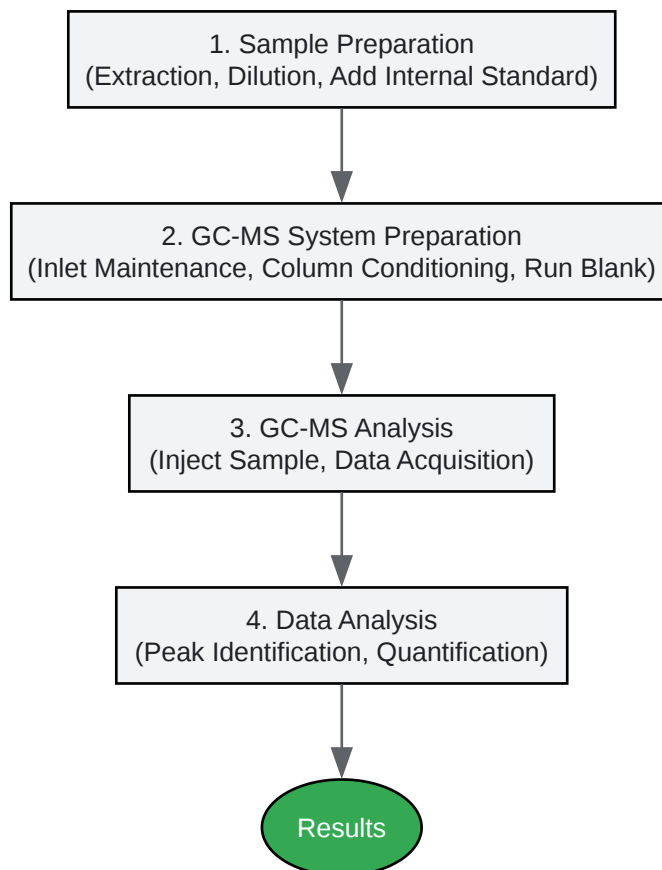 1. Sample Preparation
(Extraction, Dilution, Add Internal Standard)
2. GC-MS System Preparation
(Inlet Maintenance, Column Conditioning, Run Blank)
3. GC-MS Analysis
(Inject Sample, Data Acquisition)
4. Data Analysis
(Peak Identification, Quantification)
Results